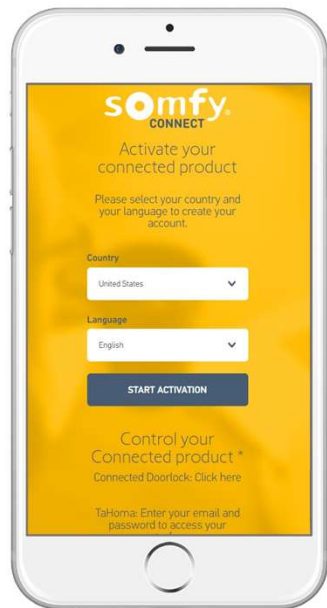 somfy.
CONNECT
Activate your
connected product
Please select your country and
your language to create your
account.
Country
United States
Language
English
START ACTIVATION
Control your
Connected product *
Connected Doorlock: Click here
TaHoma: Enter your email and
password to access your